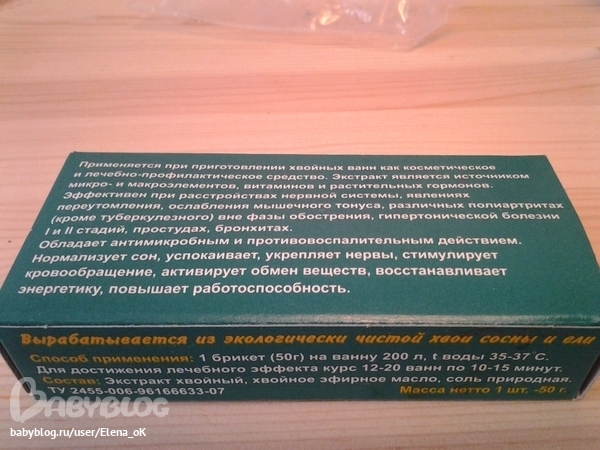 Применяется при приготовлении хвойных ванн как косметическое
и лечебно-профилактическое средство. Экстракт является источником
микро- и макроэлементов, витаминов и растительных гормонов.
Эффективен при расстройствах нервной системы, явлениях
переутомления, ослабления мышечного тонуса, различных полиартритах
(кроме туберкулезного) вне фазы обострения, гипертонической болезни
I и II стадий, простудах, бронхитах.
Обладает антимикробным и противовоспалительным действием.
Нормализует сон, успокаивает, укрепляет нервы, стимулирует
кровообращение, активирует обмен веществ, восстанавливает
энергетику, повышает работоспособность.
Вырабатывается из экологически чистой хвои сосны и ели
Способ применения: 1 брикет (50г) на ванну 200 л, t воды 35-37°С.
Для достижения лечебного эффекта курс 12-20 ванн по 10-15 минут.
Состав: Экстракт хвойный, хвойное эфирное масло, соль природная.
ТУ 2455-006-96166633-07 Масса нетто 1 шт. -50 г.
BABYBLOG
babyblog.ru/user/Elena_oK